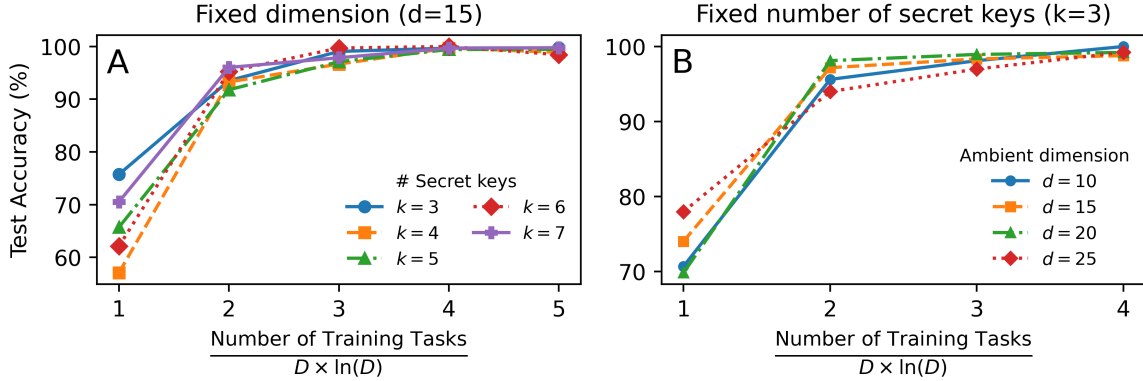 Fixed dimension (d=15)
A
Test Accuracy (%)
100
90
80
70
60
# Secret keys
k = 3
k = 4
k = 5
k = 6
k = 7
1 2 3 4 5
Number of Training Tasks
D × ln(D)
Fixed number of secret keys (k=3)
B
100
90
80
70
Ambient dimension
d = 10
d = 15
d = 20
d = 25
1 2 3 4
Number of Training Tasks
D × ln(D)